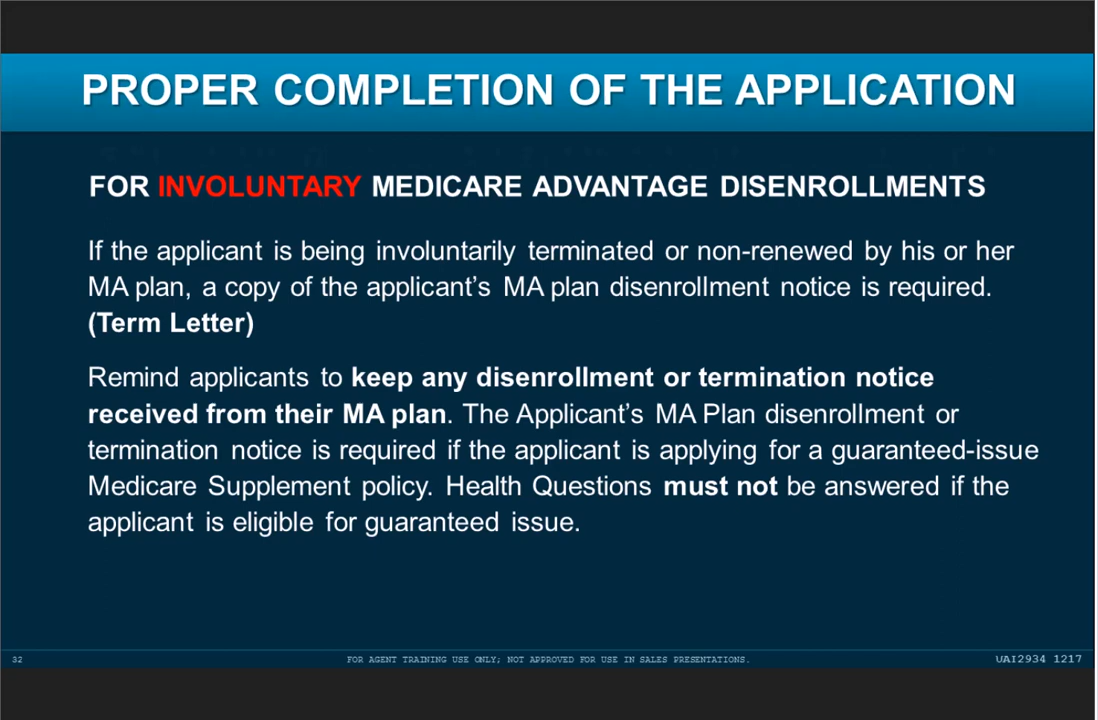 PROPER COMPLETION OF THE APPLICATION
FOR INVOLUNTARY MEDICARE ADVANTAGE DISENROLLMENTS
If the applicant is being involuntarily terminated or non-renewed by his or her
MA plan, a copy of the applicant’s MA plan disenrollment notice is required.
(Term Letter)
Remind applicants to keep any disenrollment or termination notice
received from their MA plan. The Applicant’s MA Plan disenrollment or
termination notice is required if the applicant is applying for a guaranteed-issue
Medicare Supplement policy. Health Questions must not be answered if the
applicant is eligible for guaranteed issue.
32
FOR AGENT TRAINING USE ONLY; NOT APPROVED FOR USE IN SALES PRESENTATIONS.
UAI2934 1217